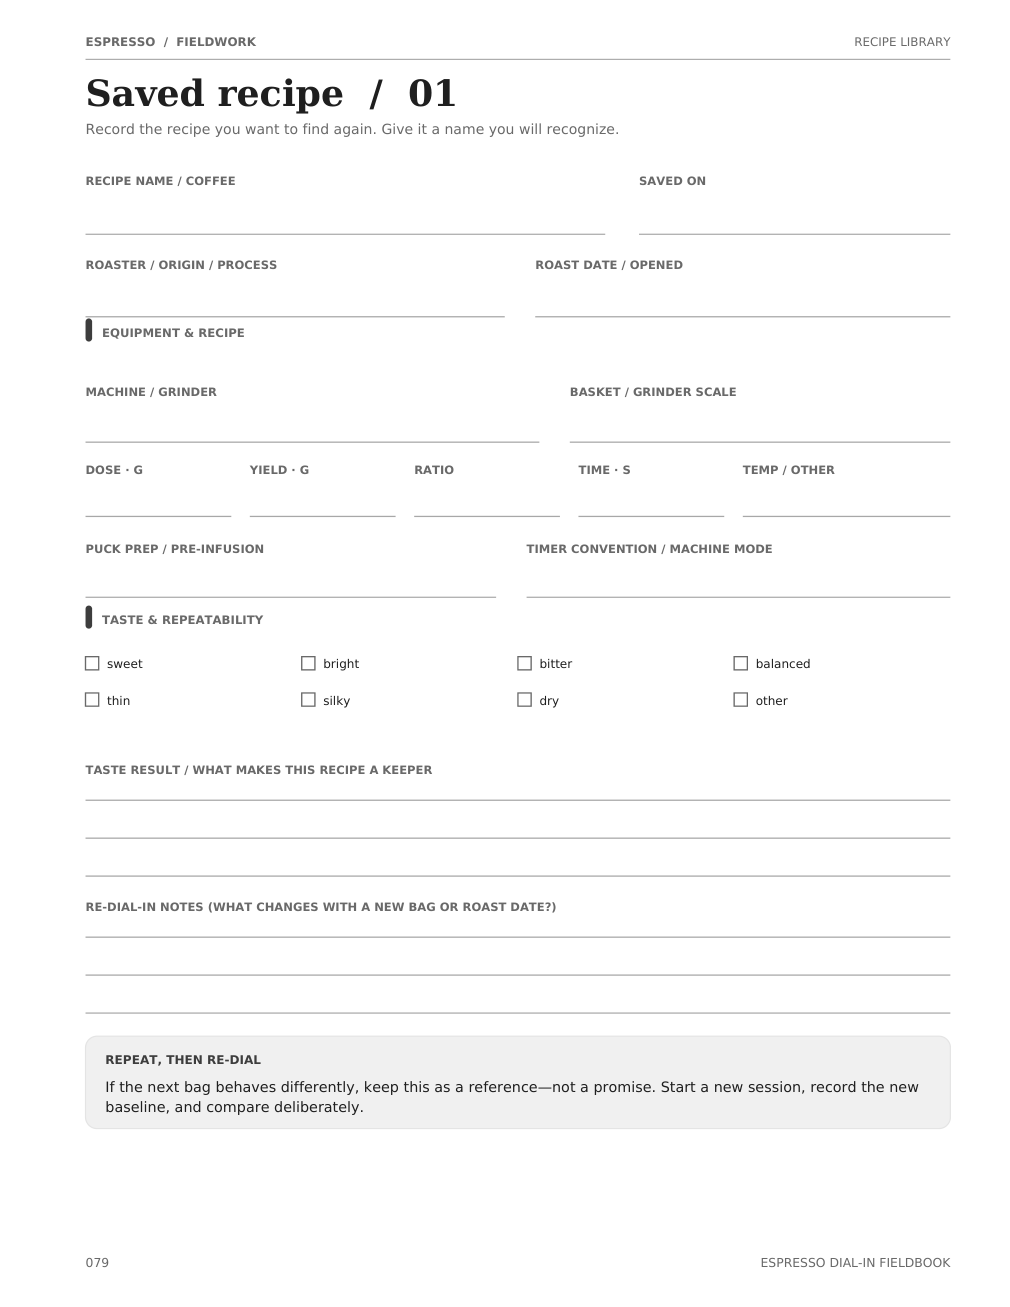 ESPRESSO / FIELDWORK
RECIPE LIBRARY
Saved recipe / 01
Record the recipe you want to find again. Give it a name you will recognize.
RECIPE NAME / COFFEE
SAVED ON
ROASTER / ORIGIN / PROCESS
ROAST DATE / OPENED
EQUIPMENT & RECIPE
MACHINE / GRINDER
BASKET / GRINDER SCALE
DOSE · G
YIELD · G
RATIO
TIME · S
TEMP / OTHER
PUCK PREP / PRE-INFUSION
TIMER CONVENTION / MACHINE MODE
TASTE & REPEATABILITY
sweet
bright
bitter
balanced
thin
silky
dry
other
TASTE RESULT / WHAT MAKES THIS RECIPE A KEEPER
RE-DIAL-IN NOTES (WHAT CHANGES WITH A NEW BAG OR ROAST DATE?)
REPEAT, THEN RE-DIAL
If the next bag behaves differently, keep this as a reference—not a promise. Start a new session, record the new
baseline, and compare deliberately.
079
ESPRESSO DIAL-IN FIELDBOOK